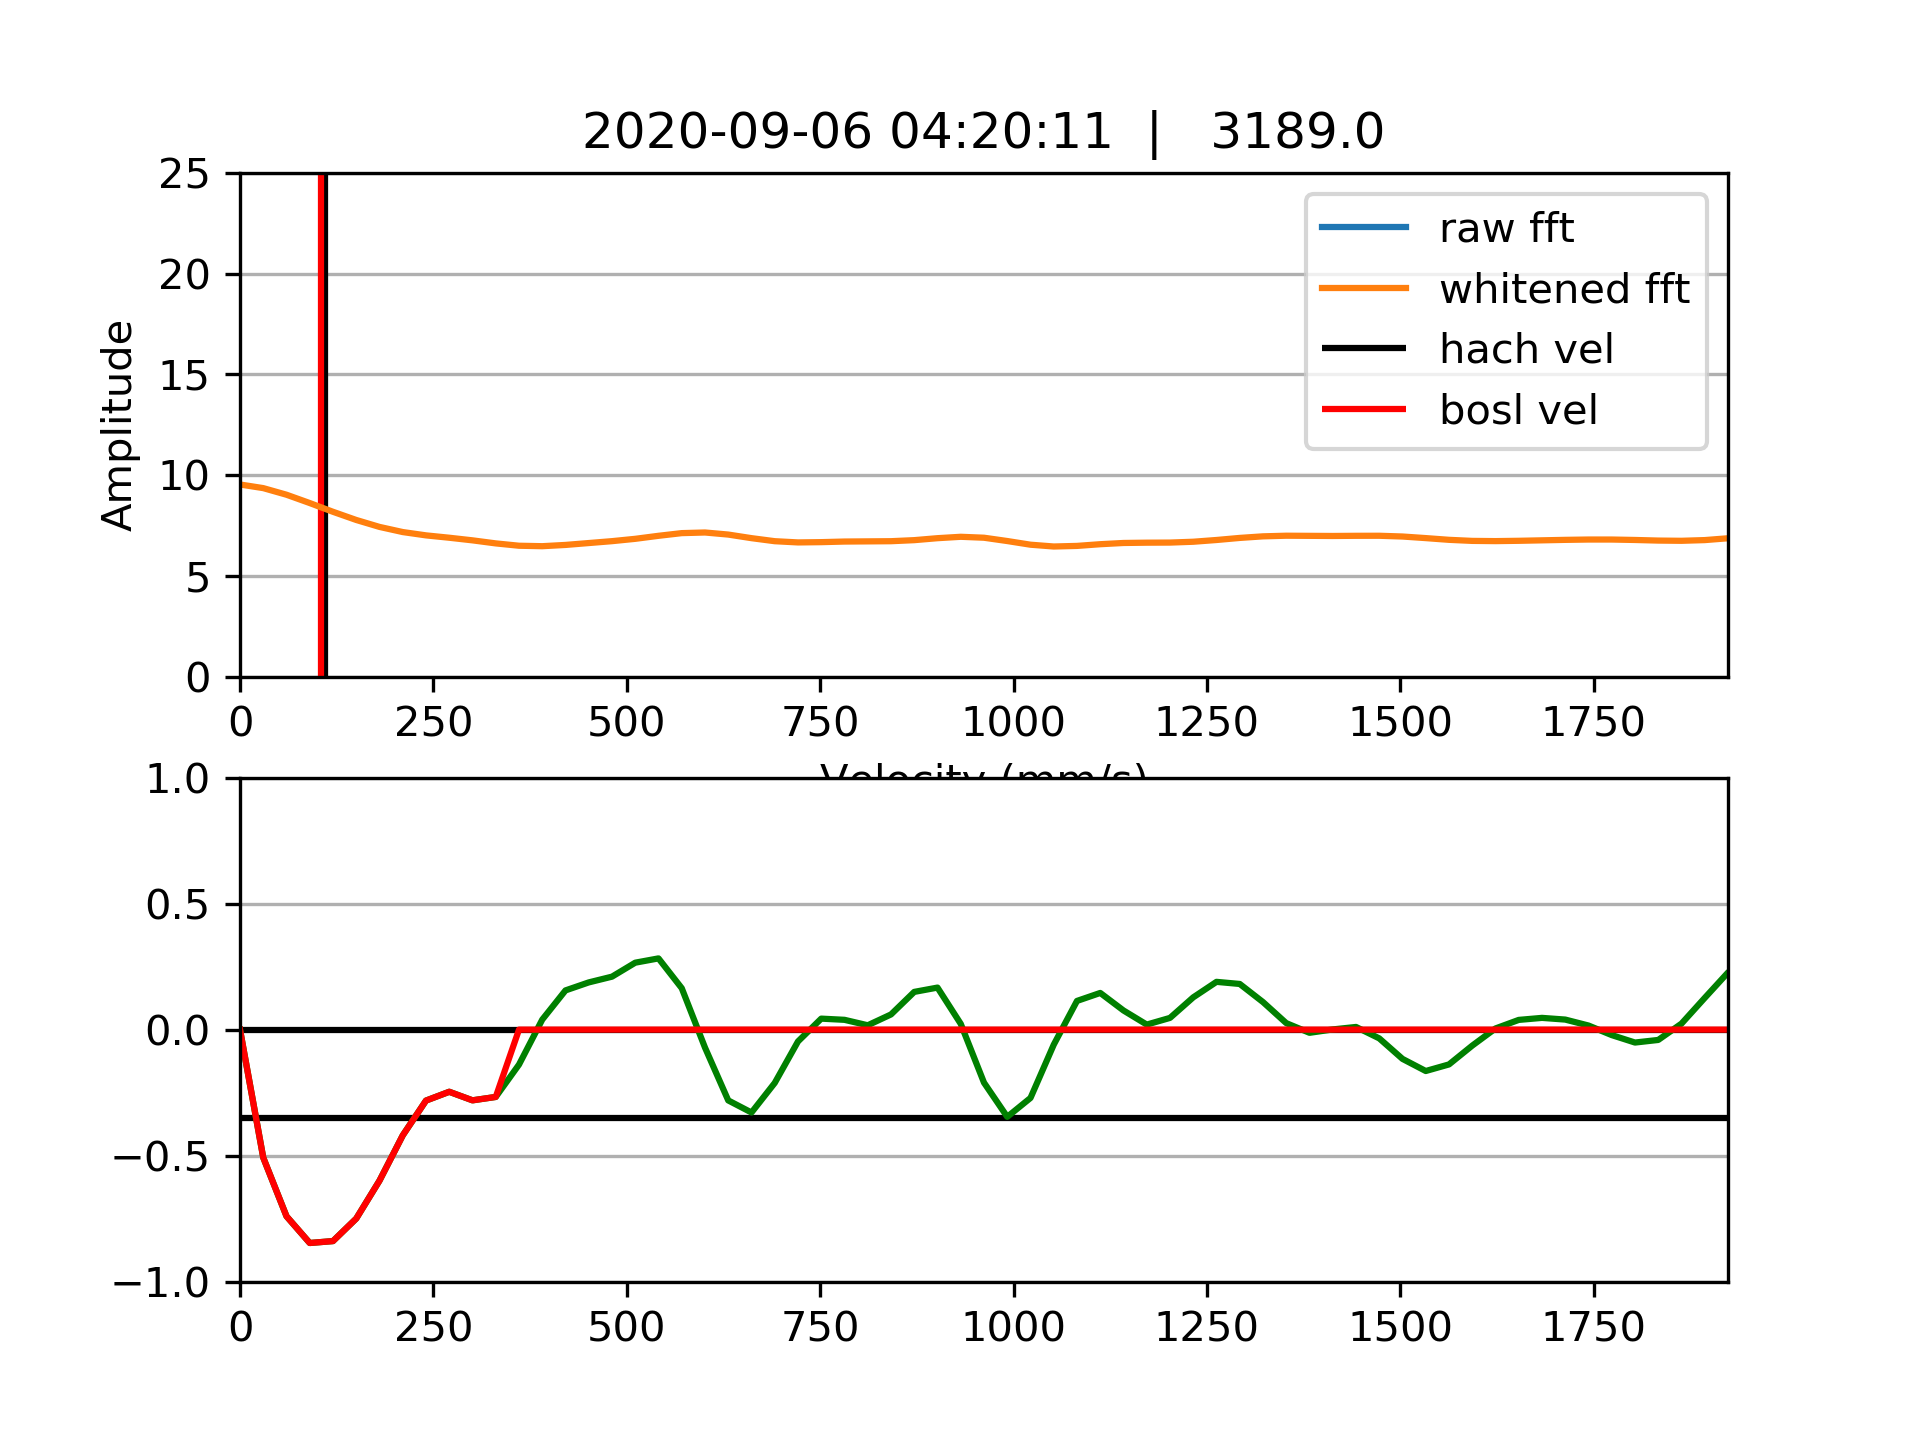 2020-09-06 04:20:11 | 3189.0
25
20
15
10
5
0
Amplitude
raw fft
whitened fft
hach vel
bosl vel
0 250 500 750 1000 1250 1500 1750
Velocity (mm/s)
1.0
0.5
0.0
−0.5
−1.0
0 250 500 750 1000 1250 1500 1750